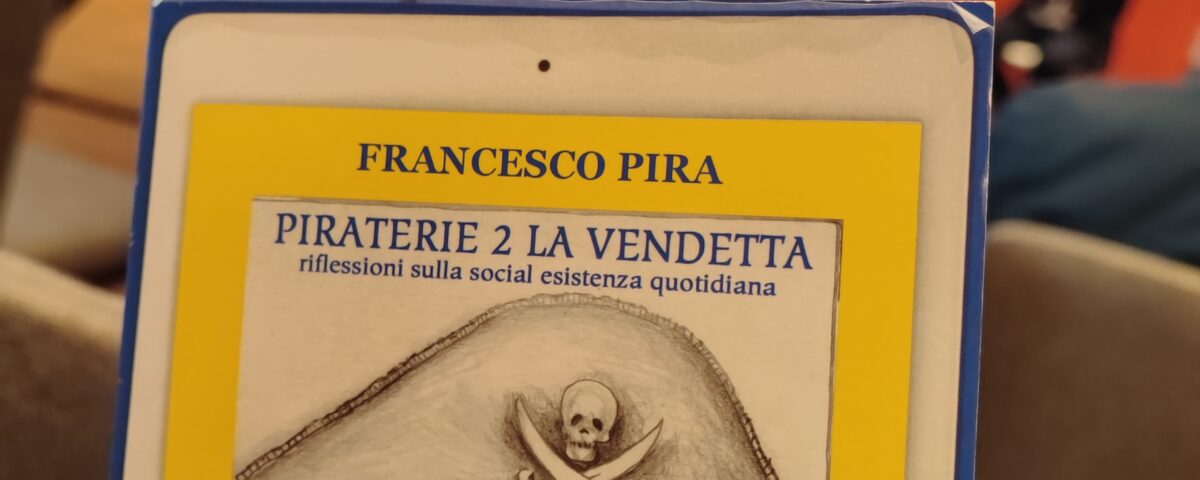 FRANCESCO PIRA
PIRATERIE 2 LA VENDETTA
riflessioni sulla social esistenza quotidiana